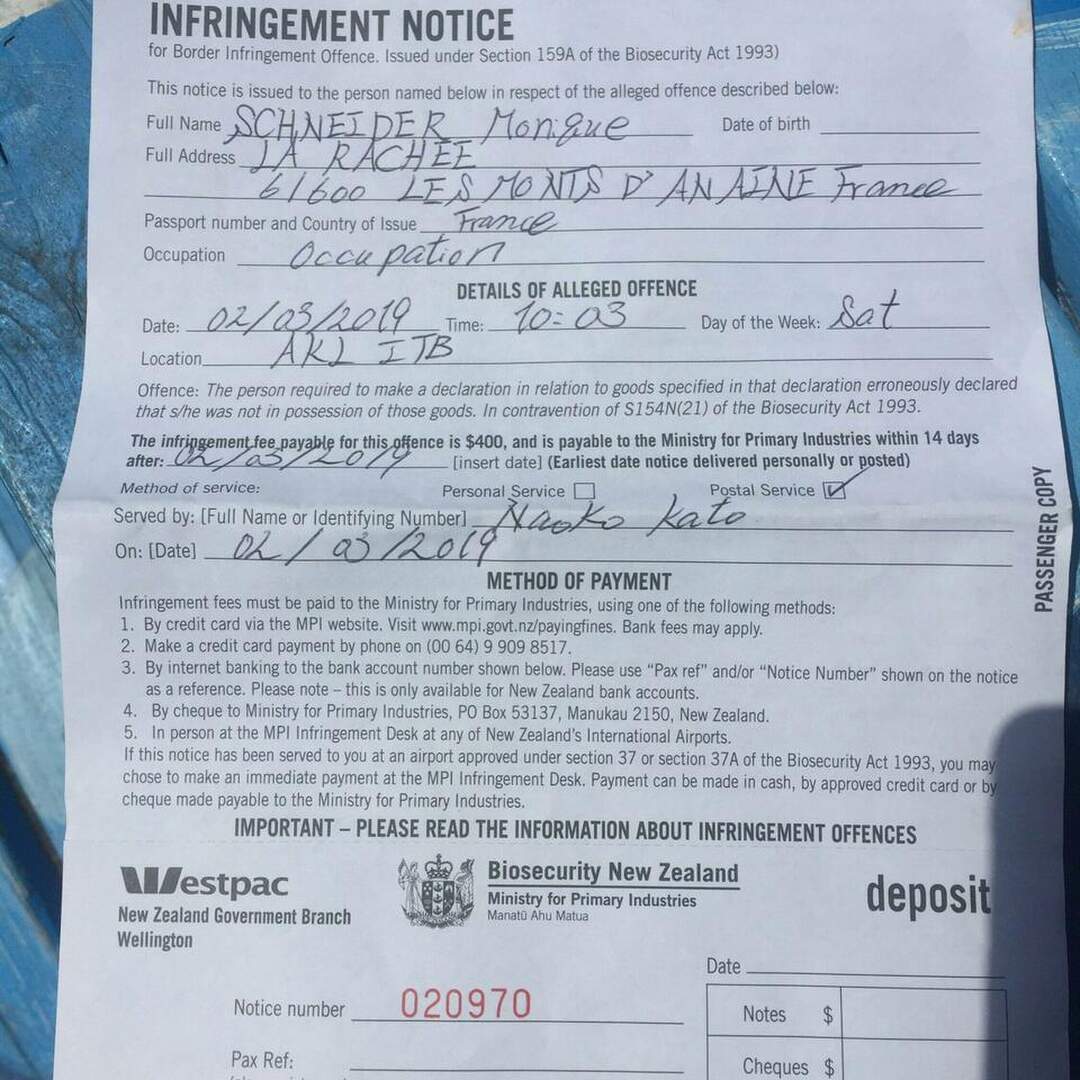 INFRINGEMENT NOTICE
for Border Infringement Offence. Issued under Section 159A of the Biosecurity Act 1993)
This notice is issued to the person named below in respect of the alleged offence described below:
Full Name SCHNEIDER Monique Date of birth
Full Address LA RACHÉE
61600 LES MONTS D'ANAINE France
Passport number and Country of Issue France
Occupation Occupation
DETAILS OF ALLEGED OFFENCE
Date: 02/03/2019 Time: 10:03 Day of the Week: Sat
Location AKL ITB
Offence: The person required to make a declaration in relation to goods specified in that declaration erroneously declared
that s/he was not in possession of those goods. In contravention of S154N(21) of the Biosecurity Act 1993.
The infringement fee payable for this offence is $400, and is payable to the Ministry for Primary Industries within 14 days
after: 02/03/2019 [insert date] (Earliest date notice delivered personally or posted)
Method of service: Personal Service Postal Service
Served by: [Full Name or Identifying Number] Naoko Kato
On: [Date] 02/03/2019
PASSENGER COPY
METHOD OF PAYMENT
Infringement fees must be paid to the Ministry for Primary Industries, using one of the following methods:
1. By credit card via the MPI website. Visit www.mpi.govt.nz/payingfines. Bank fees may apply.
2. Make a credit card payment by phone on (00 64) 9 909 8517.
3. By internet banking to the bank account number shown below. Please use “Pax ref” and/or “Notice Number” shown on the notice
as a reference. Please note – this is only available for New Zealand bank accounts.
4. By cheque to Ministry for Primary Industries, PO Box 53137, Manukau 2150, New Zealand.
5. In person at the MPI Infringement Desk at any of New Zealand's International Airports.
If this notice has been served to you at an airport approved under section 37 or section 37A of the Biosecurity Act 1993, you may
chose to make an immediate payment at the MPI Infringement Desk. Payment can be made in cash, by approved credit card or by
cheque made payable to the Ministry for Primary Industries.
IMPORTANT – PLEASE READ THE INFORMATION ABOUT INFRINGEMENT OFFENCES
Westpac
New Zealand Government Branch
Wellington
Biosecurity New Zealand
Ministry for Primary Industries
Manatū Ahu Matua
deposit
Date
Notice number 020970
Notes $
Pax Ref:
Cheques $